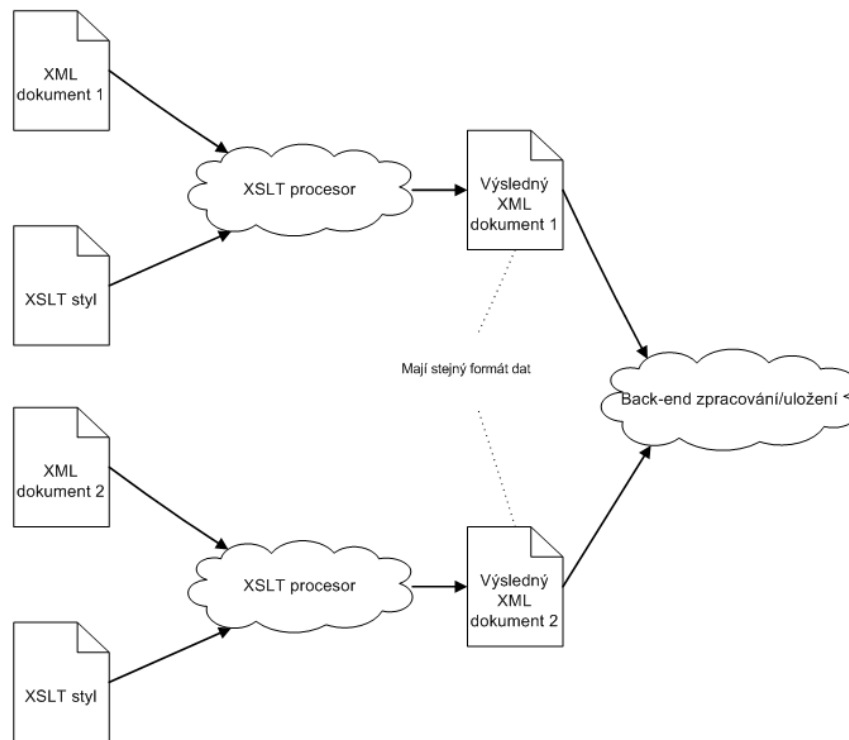 XML
dokument 1
XSLT procesor
Výsledný
XML
dokument 1
XSLT styl
Mají stejný formát dat
Back-end zpracování/uložení
XML
dokument 2
XSLT procesor
Výsledný
XML
dokument 2
XSLT styl